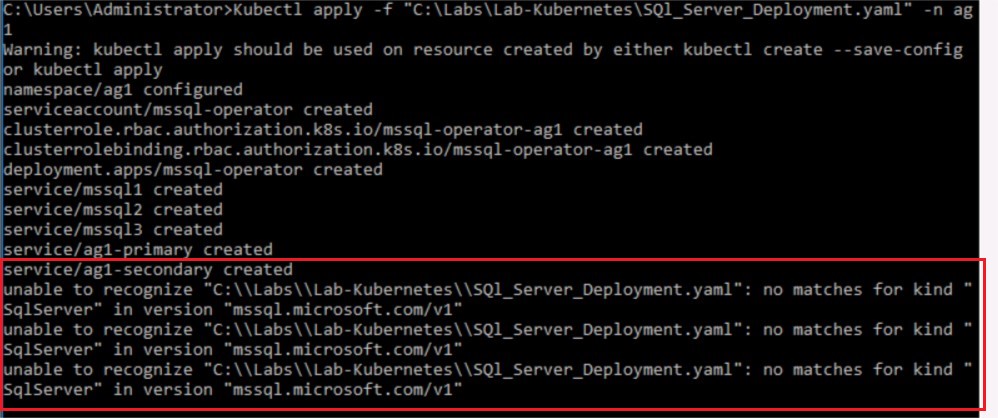 C:\Users\Administrator>Kubectl apply -f "C:\Labs\Lab-Kubernetes\SQl_Server_Deployment.yaml" -n ag
1
Warning: kubectl apply should be used on resource created by either kubectl create --save-config
or kubectl apply
namespace/ag1 configured
serviceaccount/mssql-operator created
clusterrole.rbac.authorization.k8s.io/mssql-operator-ag1 created
clusterrolebinding.rbac.authorization.k8s.io/mssql-operator-ag1 created
deployment.apps/mssql-operator created
service/mssql1 created
service/mssql2 created
service/mssql3 created
service/ag1-primary created
service/ag1-secondary created
unable to recognize "C:\\Labs\\Lab-Kubernetes\\SQl_Server_Deployment.yaml": no matches for kind "
SqlServer" in version "mssql.microsoft.com/v1"
unable to recognize "C:\\Labs\\Lab-Kubernetes\\SQl_Server_Deployment.yaml": no matches for kind "
SqlServer" in version "mssql.microsoft.com/v1"
unable to recognize "C:\\Labs\\Lab-Kubernetes\\SQl_Server_Deployment.yaml": no matches for kind "
SqlServer" in version "mssql.microsoft.com/v1"